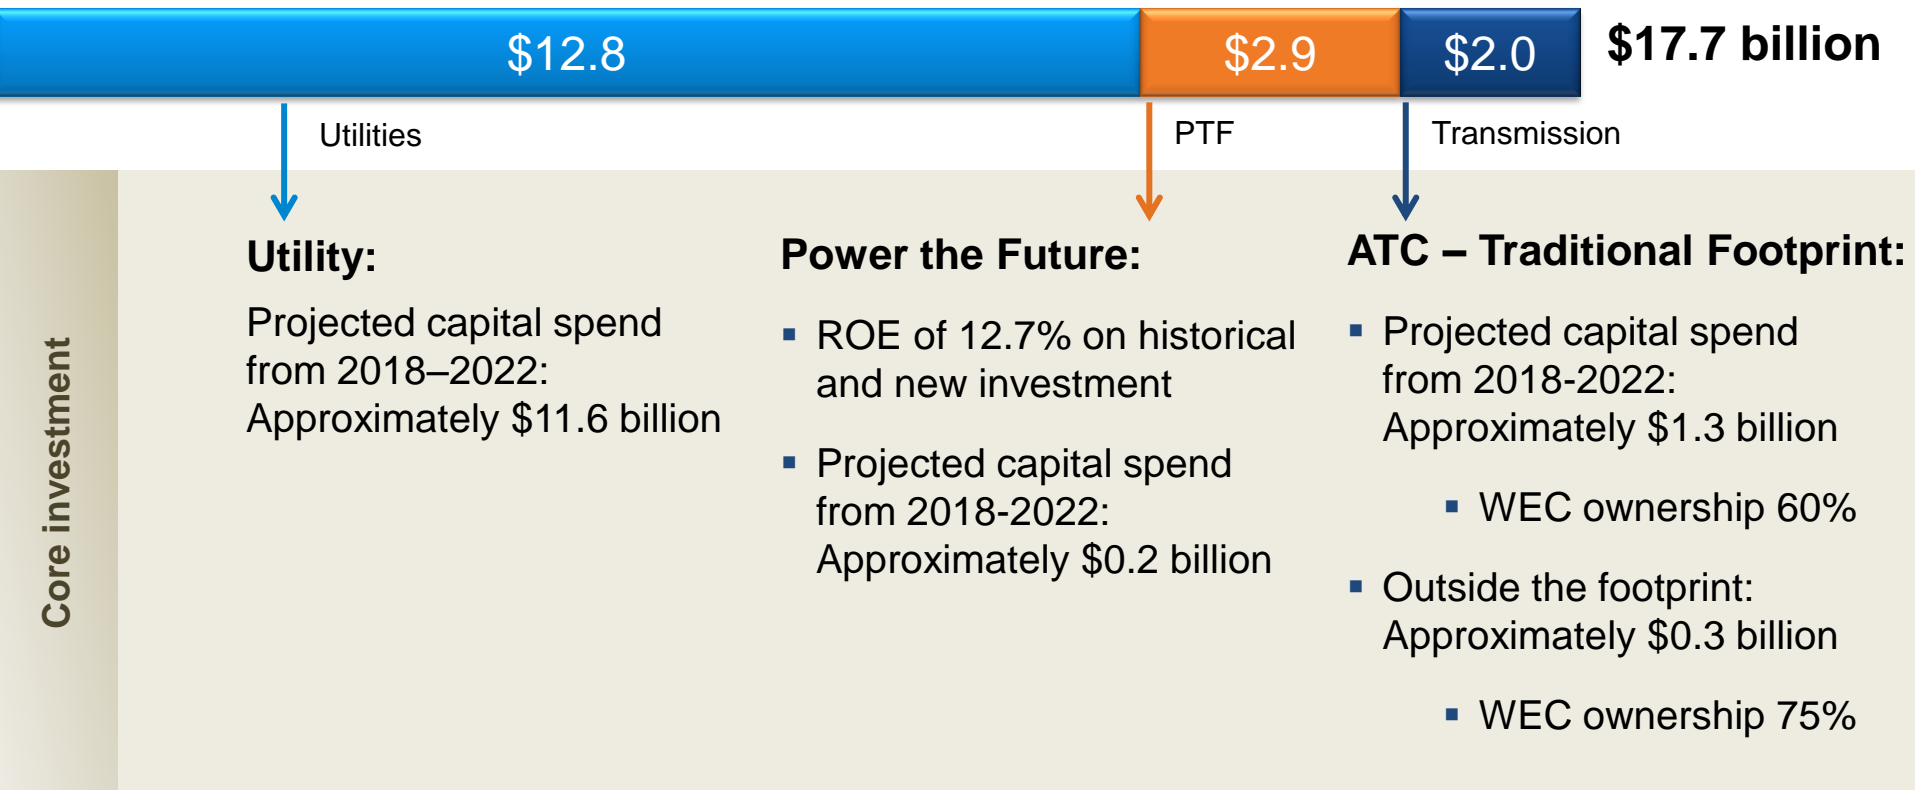 $12.8
$2.9
$2.0
$17.7 billion
Utilities
PTF
Transmission
Core investment
Utility:
Projected capital spend
from 2018–2022:
Approximately $11.6 billion
Power the Future:
▪ ROE of 12.7% on historical
and new investment
▪ Projected capital spend
from 2018-2022:
Approximately $0.2 billion
ATC – Traditional Footprint:
▪ Projected capital spend
from 2018-2022:
Approximately $1.3 billion
▪ WEC ownership 60%
▪ Outside the footprint:
Approximately $0.3 billion
▪ WEC ownership 75%